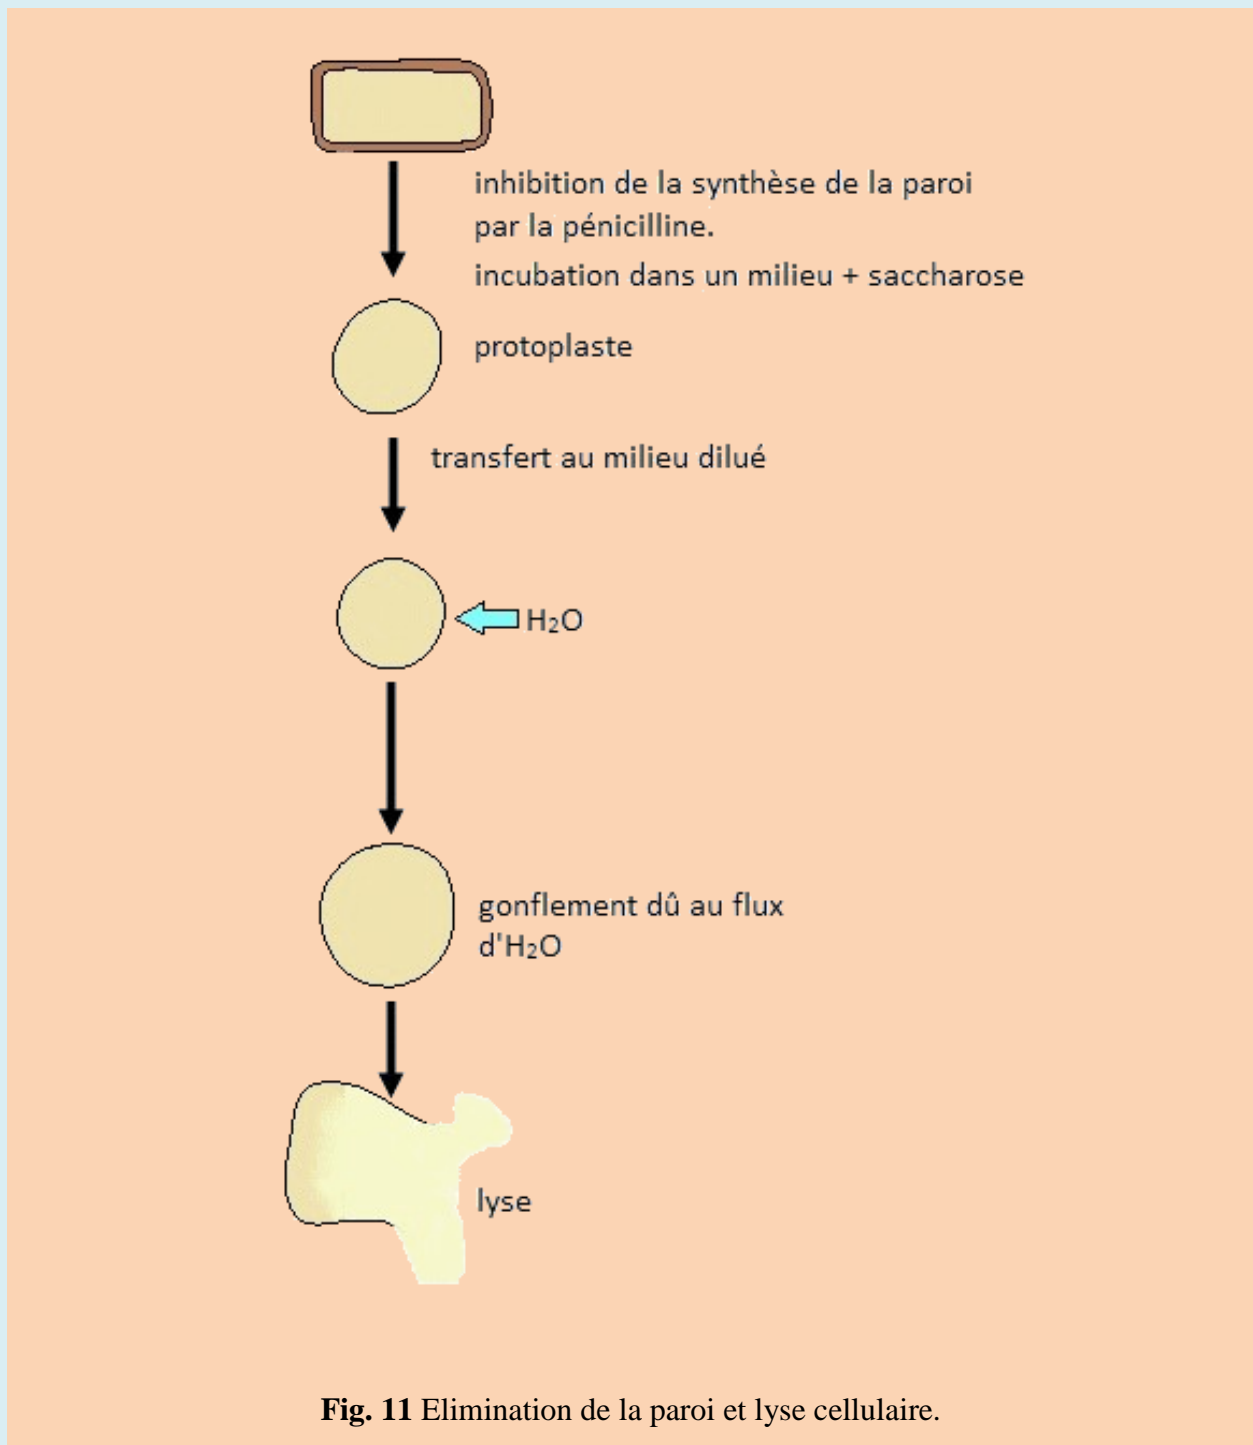 inhibition de la synthèse de la paroi
par la pénicilline.
incubation dans un milieu + saccharose
protoplaste
transfert au milieu dilué
H₂O
gonflement dû au flux
d'H₂O
lyse
Fig. 11 Elimination de la paroi et lyse cellulaire.